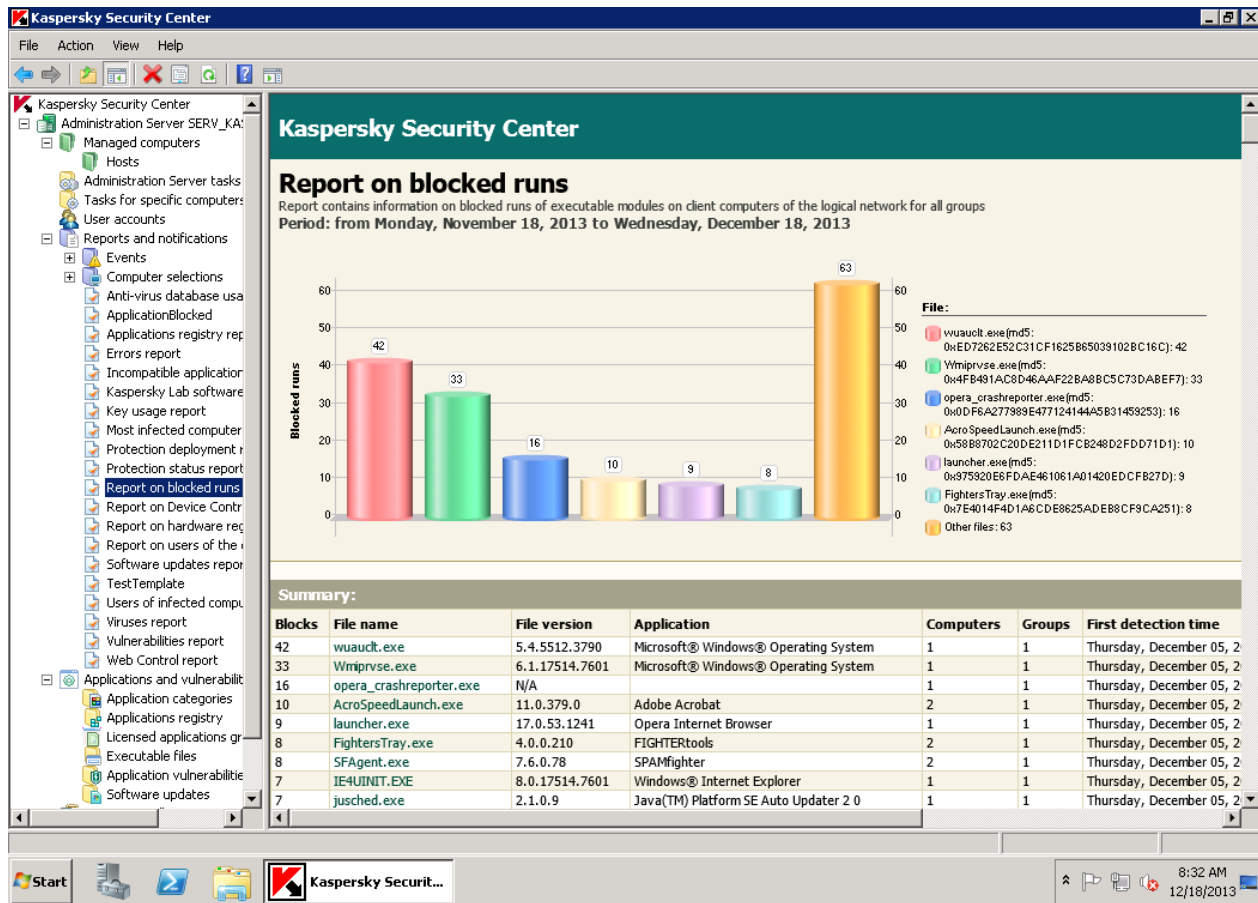 Kaspersky Security Center
File Action View Help
Kaspersky Security Center
Administration Server SERV_KA
Managed computers
Hosts
Administration Server tasks
Tasks for specific computers
User accounts
Reports and notifications
Events
Computer selections
Anti-virus database usa
ApplicationBlocked
Applications registry rep
Errors report
Incompatible application
Kaspersky Lab software
Key usage report
Most infected computer
Protection deployment r
Protection status report
Report on blocked runs
Report on Device Contr
Report on hardware reg
Report on users of the
Software updates repor
TestTemplate
Users of infected compu
Viruses report
Vulnerabilities report
Web Control report
Applications and vulnerabilit
Application categories
Applications registry
Licensed applications gr
Executable files
Application vulnerabilitie
Software updates
Kaspersky Security Center
Report on blocked runs
Report contains information on blocked runs of executable modules on client computers of the logical network for all groups
Period: from Monday, November 18, 2013 to Wednesday, December 18, 2013
Blocked runs
60
50
40
30
20
10
0
42
33
16
10
9
8
63
60
50
40
30
20
10
0
File:
wuauclt.exe(md5:
0xED7262E52C31CF1625B65039102BC16C): 42
Wmiprvse.exe(md5:
0x4FB491AC8D46AAF22BA8BC5C73DABEF7): 33
opera_crashreporter.exe(md5:
0x0DF6A277989E477124144A5B31459253): 16
AcroSpeedLaunch.exe(md5:
0x58B8702C20DE211D1FCB248D2FDD71D1): 10
launcher.exe(md5:
0x975920E6FDAE461061A01420EDCFB27D): 9
FightersTray.exe(md5:
0x7E4014F4D1A6CDE8625ADEB8CF9CA251): 8
Other files: 63
Summary:
Blocks File name File version Application Computers Groups First detection time
42 wuauclt.exe 5.4.5512.3790 Microsoft® Windows® Operating System 1 1 Thursday, December 05, 2
33 Wmiprvse.exe 6.1.17514.7601 Microsoft® Windows® Operating System 1 1 Thursday, December 05, 2
16 opera_crashreporter.exe N/A 1 1 Thursday, December 05, 2
10 AcroSpeedLaunch.exe 11.0.379.0 Adobe Acrobat 2 1 Thursday, December 05, 2
9 launcher.exe 17.0.53.1241 Opera Internet Browser 1 1 Thursday, December 05, 2
8 FightersTray.exe 4.0.0.210 FIGHTERtools 2 1 Thursday, December 05, 2
8 SFAgent.exe 7.6.0.78 SPAMfighter 2 1 Thursday, December 05, 2
7 IE4UINIT.EXE 8.0.17514.7601 Windows® Internet Explorer 1 1 Thursday, December 05, 2
7 jusched.exe 2.1.0.9 Java(TM) Platform SE Auto Updater 2 0 1 1 Thursday, December 05, 2
Start
Kaspersky Securit...
8:32 AM
12/18/2013